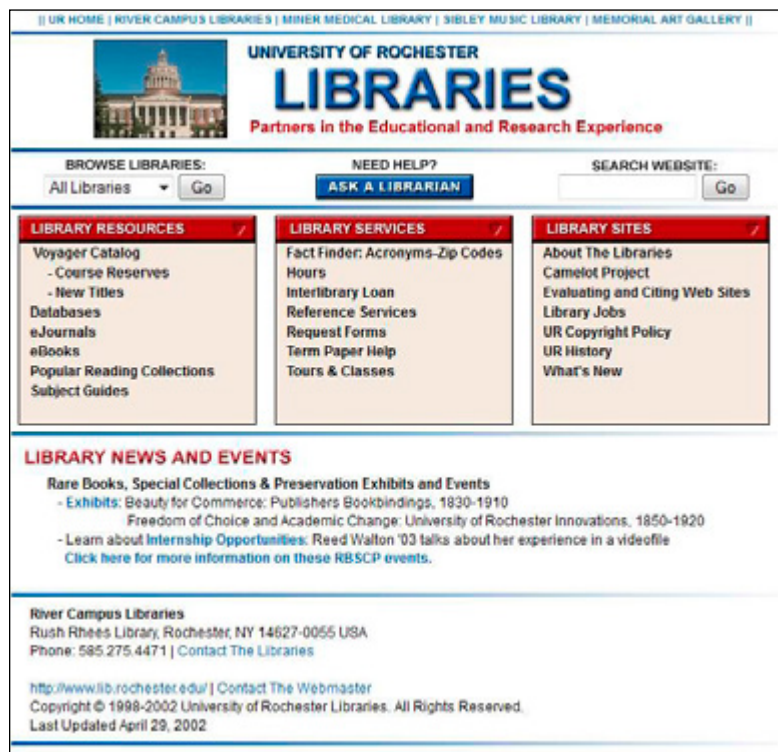 || UR HOME | RIVER CAMPUS LIBRARIES | MINER MEDICAL LIBRARY | SIBLEY MUSIC LIBRARY | MEMORIAL ART GALLERY ||
UNIVERSITY OF ROCHESTER
LIBRARIES
Partners in the Educational and Research Experience
BROWSE LIBRARIES:
All Libraries Go
NEED HELP?
ASK A LIBRARIAN
SEARCH WEBSITE:
Go
LIBRARY RESOURCES
Voyager Catalog
- Course Reserves
- New Titles
Databases
eJournals
eBooks
Popular Reading Collections
Subject Guides
LIBRARY SERVICES
Fact Finder: Acronyms-Zip Codes
Hours
Interlibrary Loan
Reference Services
Request Forms
Term Paper Help
Tours & Classes
LIBRARY SITES
About The Libraries
Camelot Project
Evaluating and Citing Web Sites
Library Jobs
UR Copyright Policy
UR History
What's New
LIBRARY NEWS AND EVENTS
Rare Books, Special Collections & Preservation Exhibits and Events
- Exhibits: Beauty for Commerce: Publishers Bookbindings, 1830-1910
Freedom of Choice and Academic Change: University of Rochester Innovations, 1850-1920
- Learn about Internship Opportunities: Reed Walton '03 talks about her experience in a videofile
Click here for more information on these RBSCP events.
River Campus Libraries
Rush Rhees Library, Rochester, NY 14627-0055 USA
Phone: 585.275.4471 | Contact The Libraries
http://www.lib.rochester.edu/ | Contact The Webmaster
Copyright © 1998-2002 University of Rochester Libraries. All Rights Reserved.
Last Updated April 29, 2002